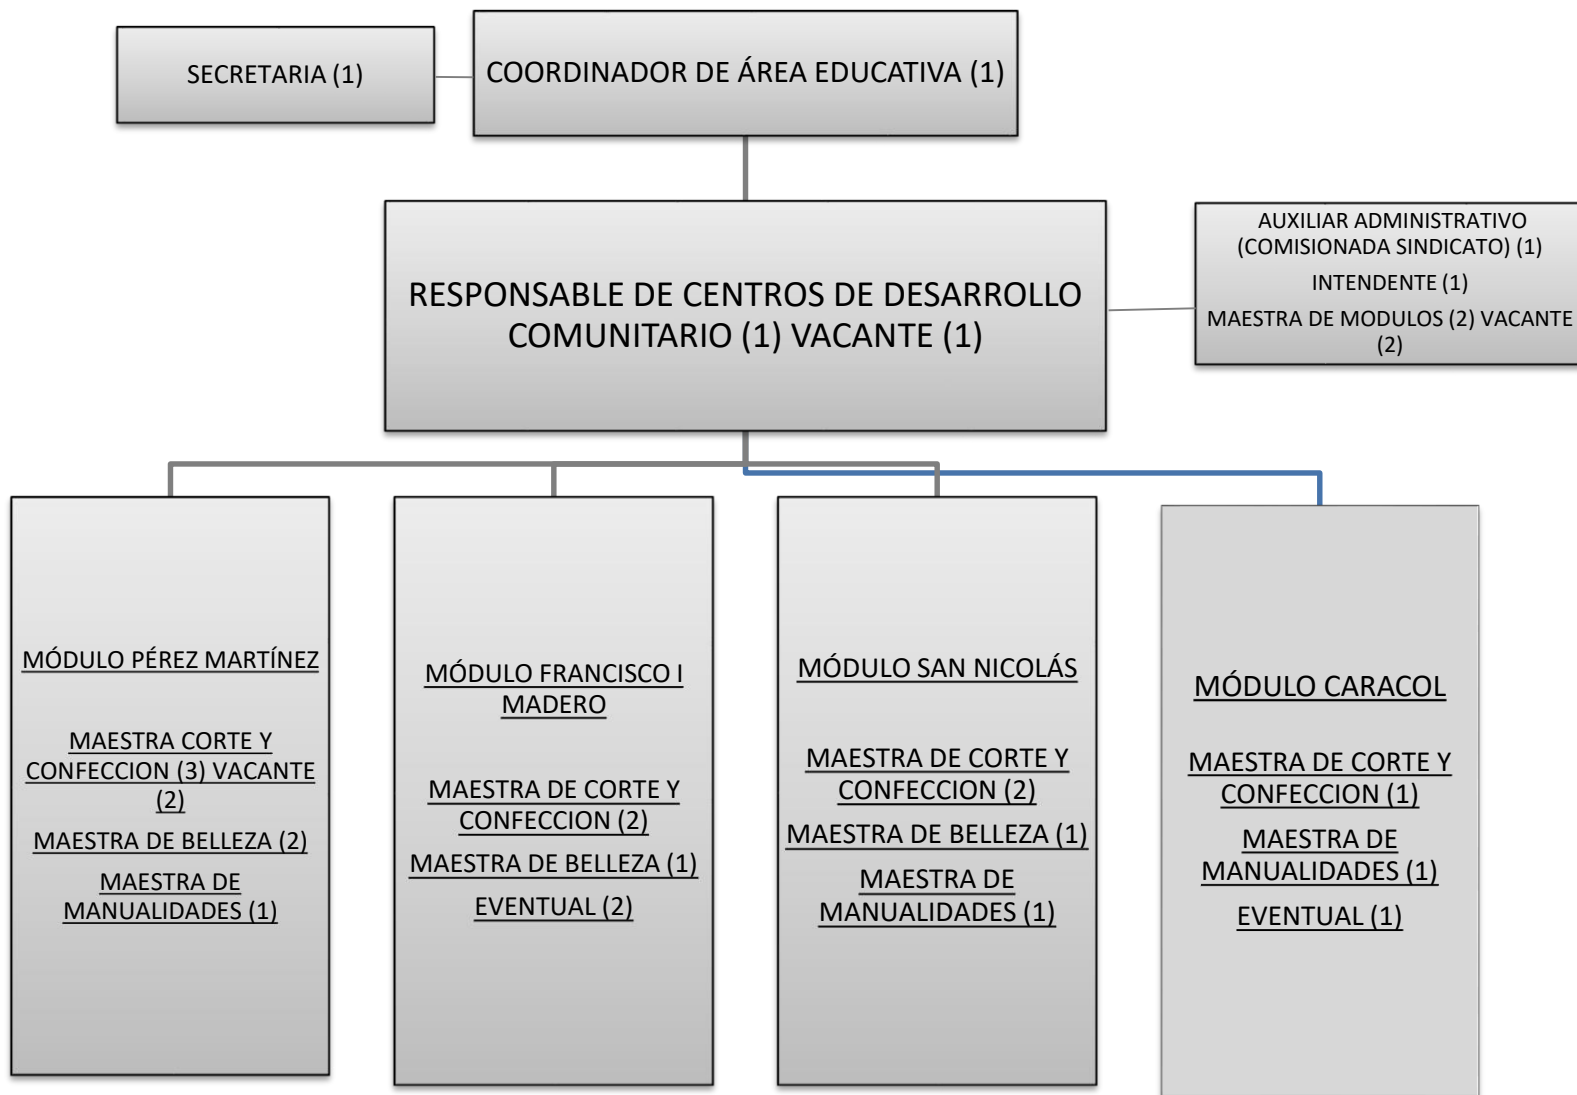 SECRETARIA (1)
COORDINADOR DE ÁREA EDUCATIVA (1)
RESPONSABLE DE CENTROS DE DESARROLLO
COMUNITARIO (1) VACANTE (1)
AUXILIAR ADMINISTRATIVO
(COMISIONADA SINDICATO) (1)
INTENDENTE (1)
MAESTRA DE MODULOS (2) VACANTE
(2)
MÓDULO PÉREZ MARTÍNEZ
MAESTRA CORTE Y
CONFECCION (3) VACANTE
(2)
MAESTRA DE BELLEZA (2)
MAESTRA DE
MANUALIDADES (1)
MÓDULO FRANCISCO I
MADERO
MAESTRA DE CORTE Y
CONFECCION (2)
MAESTRA DE BELLEZA (1)
EVENTUAL (2)
MÓDULO SAN NICOLÁS
MAESTRA DE CORTE Y
CONFECCION (2)
MAESTRA DE BELLEZA (1)
MAESTRA DE
MANUALIDADES (1)
MÓDULO CARACOL
MAESTRA DE CORTE Y
CONFECCION (1)
MAESTRA DE
MANUALIDADES (1)
EVENTUAL (1)